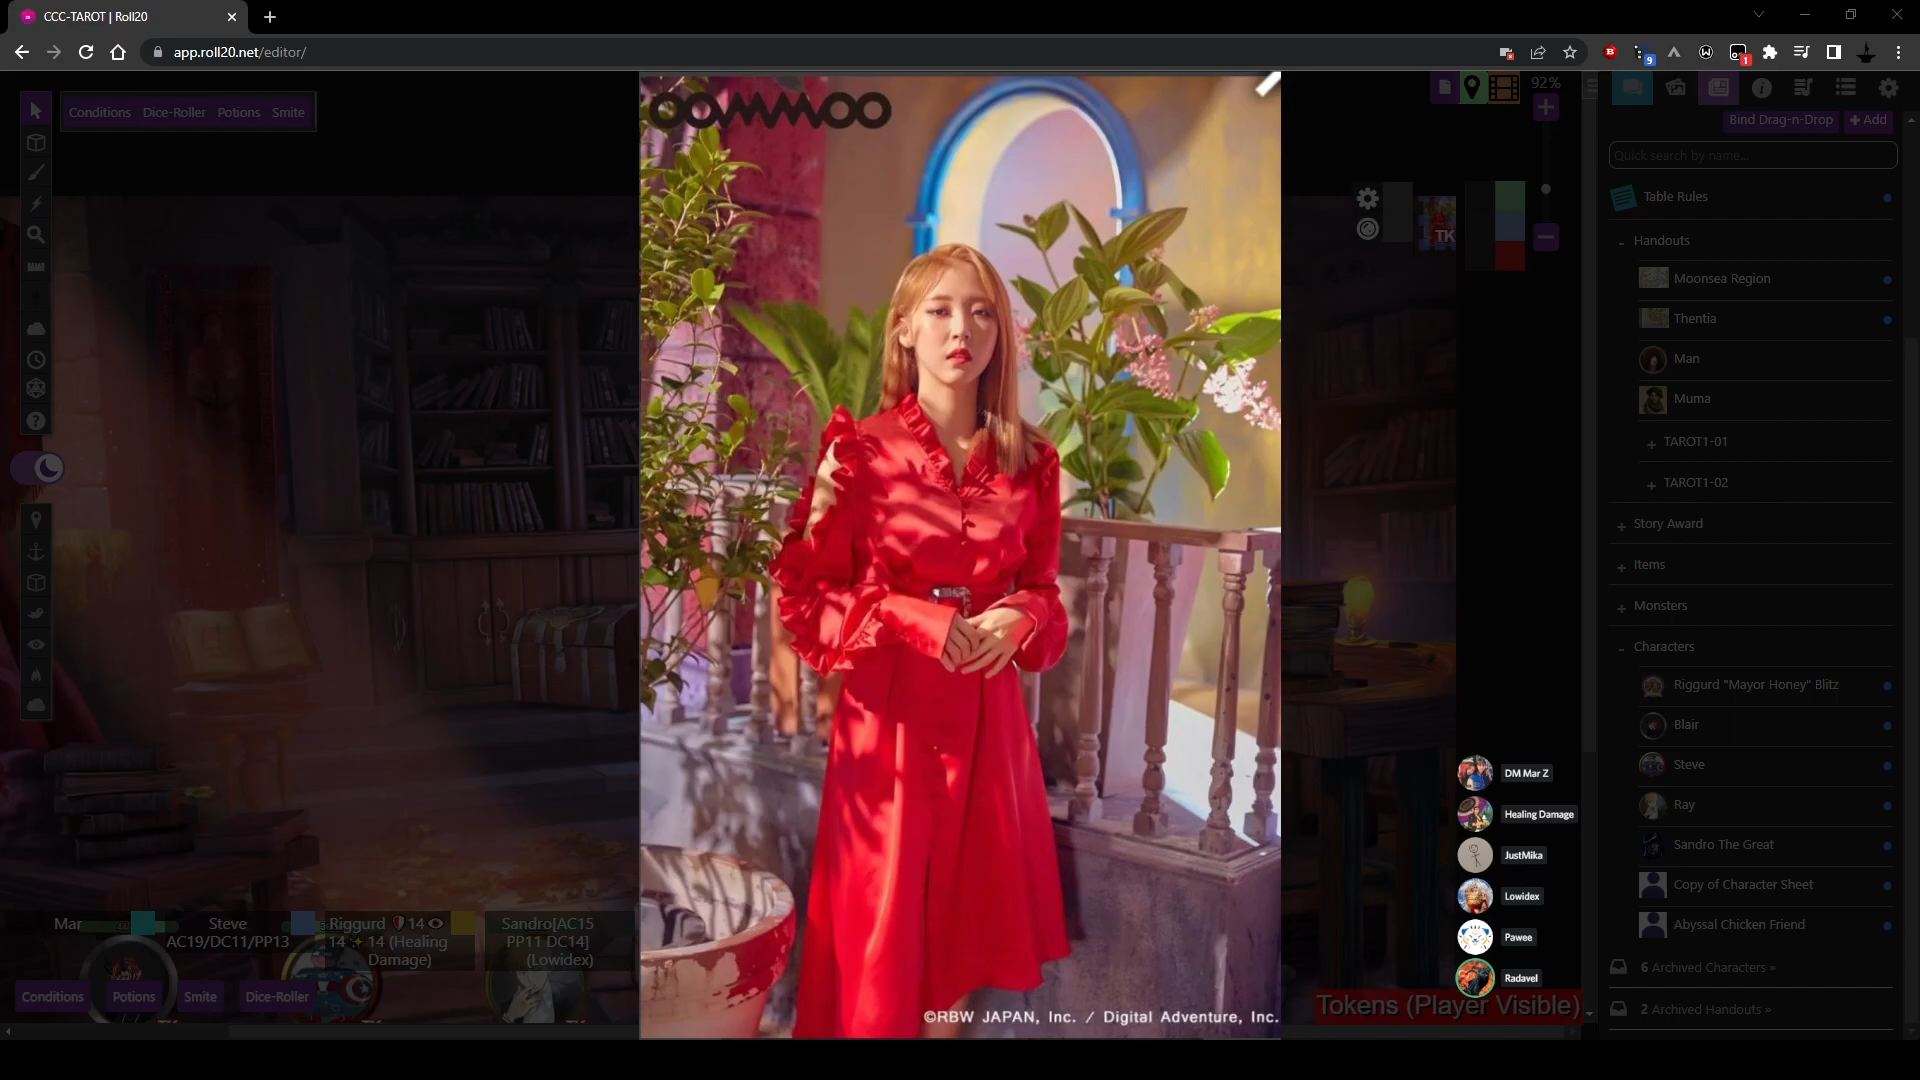 CCC-TAROT | Roll20
app.roll20.net/editor/
9
1
Conditions Dice-Roller Potions Smite
92%
Bind Drag-n-Drop
Add
Quick search by name...
Table Rules
Handouts
Moonsea Region
Thentia
Man
Muma
TAROT1-01
TAROT1-02
Story Award
Items
Monsters
Characters
Riggurd "Mayor Honey" Blitz
Blair
Steve
Ray
Sandro The Great
Copy of Character Sheet
Abyssal Chicken Friend
6 Archived Characters »
2 Archived Handouts »
TK
DM Mar Z
Healing Damage
JustMika
Lowidex
Pawee
Radavel
Tokens (Player Visible)
Mar
Steve
AC19/DC11/PP13
Riggurd 14
14 14 (Healing
Damage)
Sandro[AC15
PP11 DC14]
(Lowidex)
Conditions Potions Smite Dice-Roller
©RBW JAPAN, Inc. / Digital Adventure, Inc.